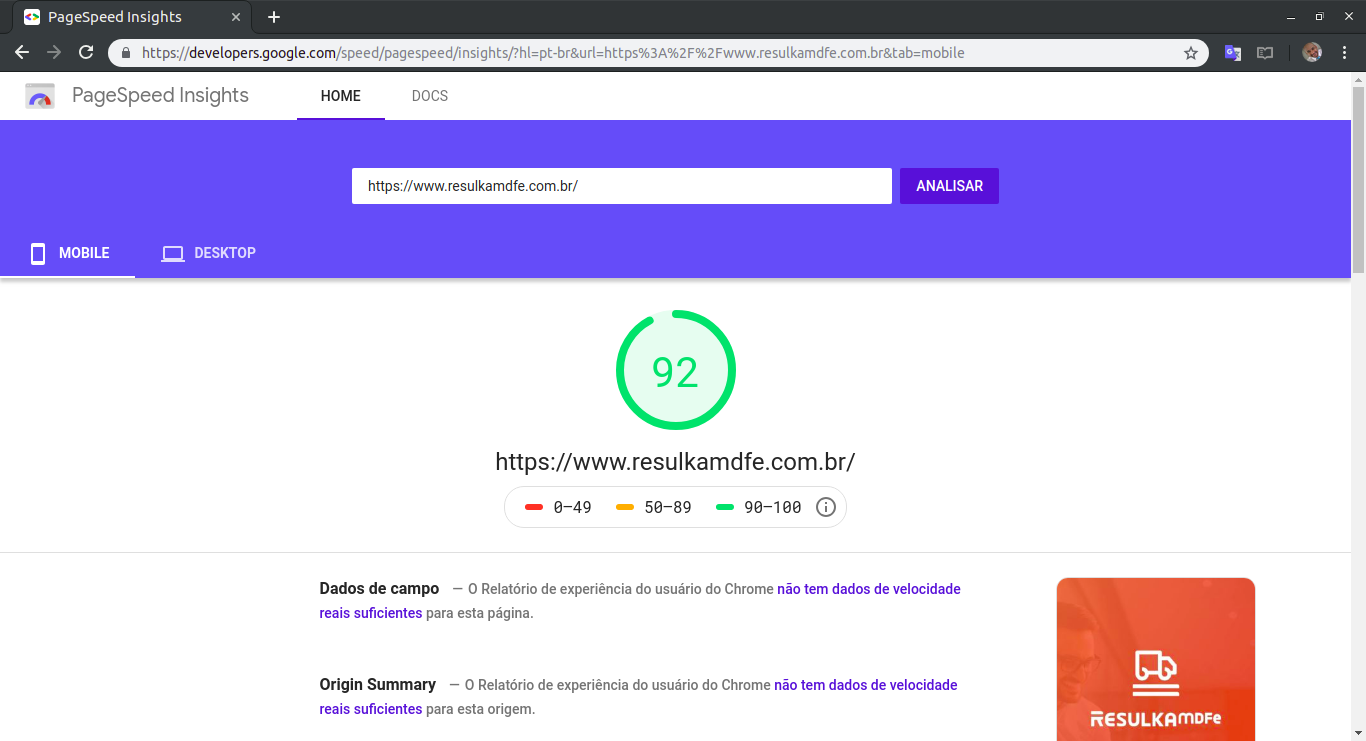 PageSpeed Insights
https://developers.google.com/speed/pagespeed/insights/?hl=pt-br&url=https%3A%2F%2Fwww.resulkamdfe.com.br&tab=mobile
PageSpeed Insights HOME DOCS
https://www.resulkamdfe.com.br/ ANALISAR
MOBILE DESKTOP
92
https://www.resulkamdfe.com.br/
0–49 50–89 90–100
Dados de campo — O Relatório de experiência do usuário do Chrome não tem dados de velocidade
reais suficientes para esta página.
Origin Summary — O Relatório de experiência do usuário do Chrome não tem dados de velocidade
reais suficientes para esta origem.
RESULKAMDFe